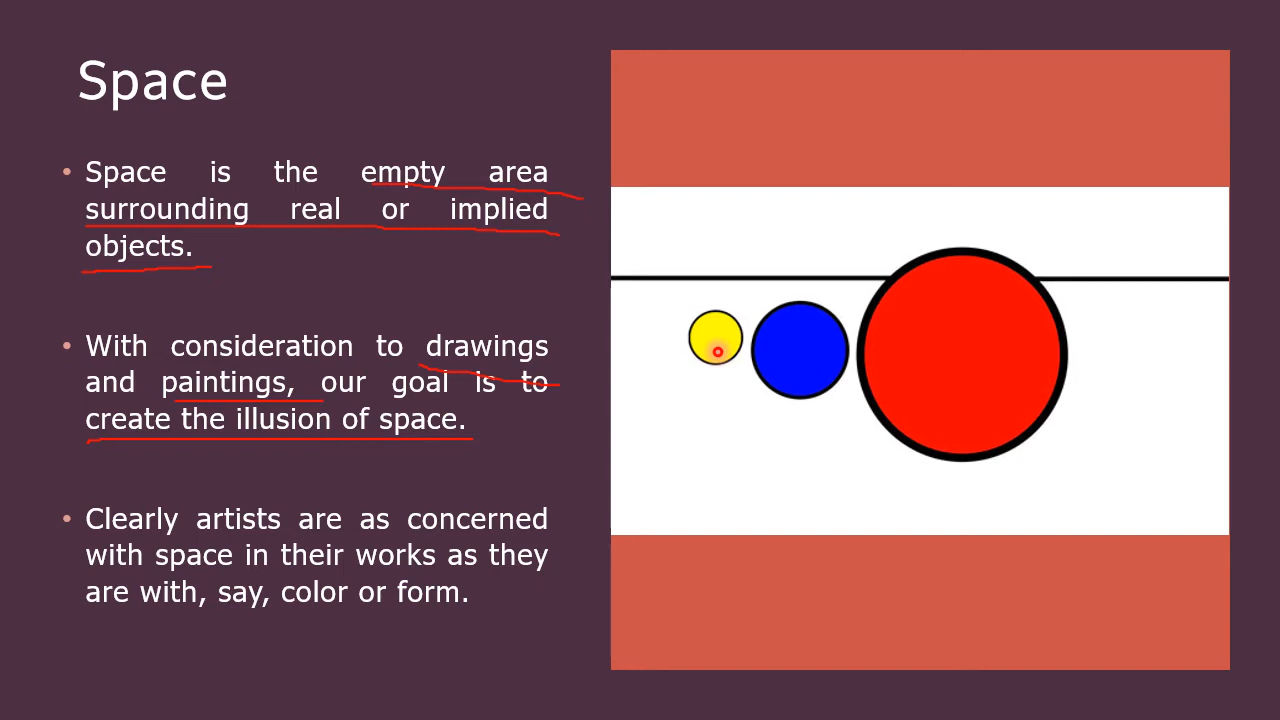 Space
• Space is the empty area
surrounding real or implied
objects.
• With consideration to drawings
and paintings, our goal is to
create the illusion of space.
• Clearly artists are as concerned
with space in their works as they
are with, say, color or form.